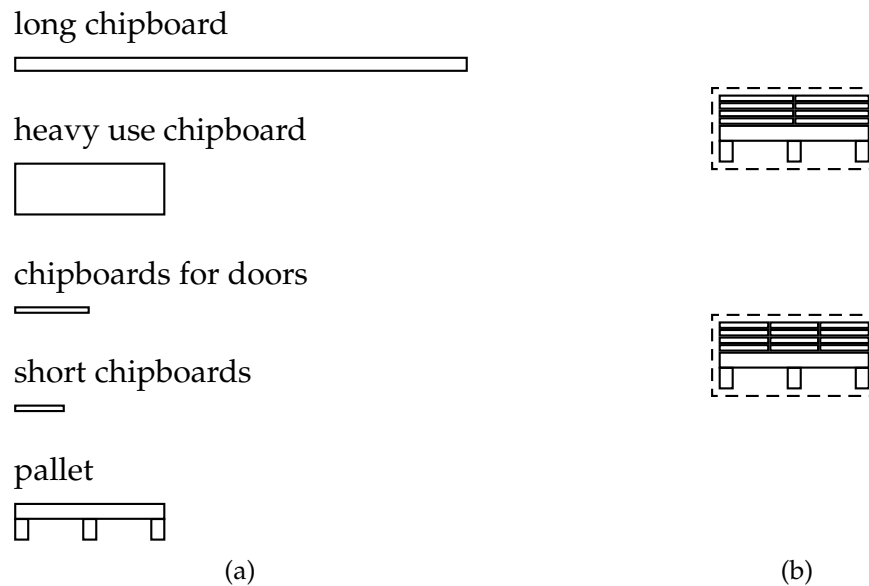 long chipboard
heavy use chipboard
chipboards for doors
short chipboards
pallet
(a)
(b)